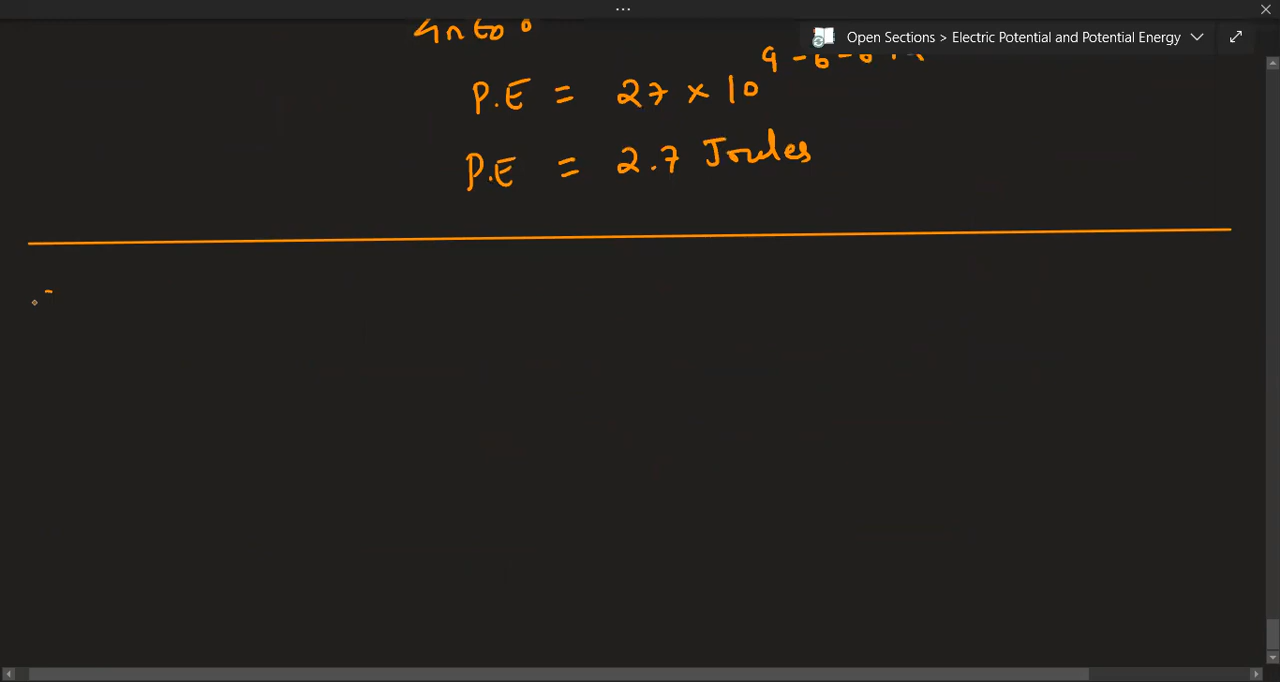 ...
Open Sections > Electric Potential and Potential Energy
P.E = 27 × 10
P.E = 2.7 Joules